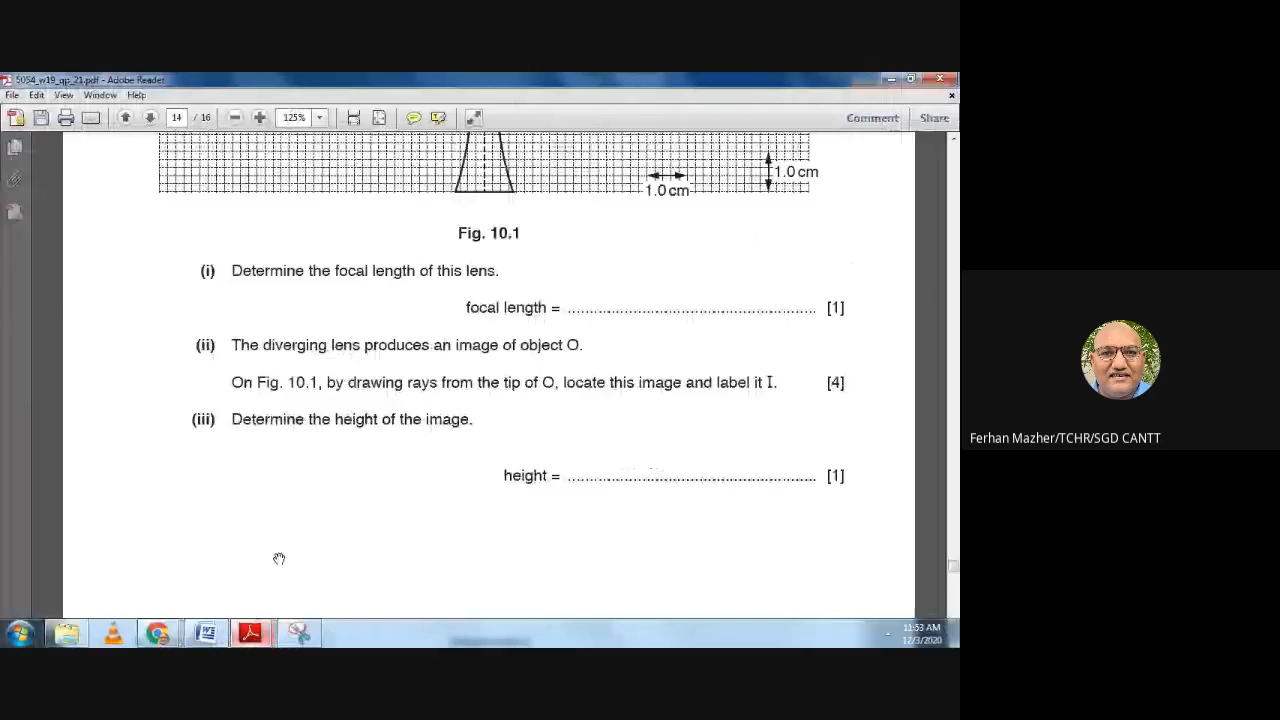 5054_w19_qp_21.pdf - Adobe Reader
File Edit View Window Help
14 / 16 125% Comment Share
1.0 cm
1.0 cm
Fig. 10.1
(i) Determine the focal length of this lens.
focal length = ............................................................ [1]
(ii) The diverging lens produces an image of object O.
On Fig. 10.1, by drawing rays from the tip of O, locate this image and label it I. [4]
(iii) Determine the height of the image.
height = ............................................................ [1]
Ferhan Mazher/TCHR/SGD CANTT
11:53 AM
12/3/2020